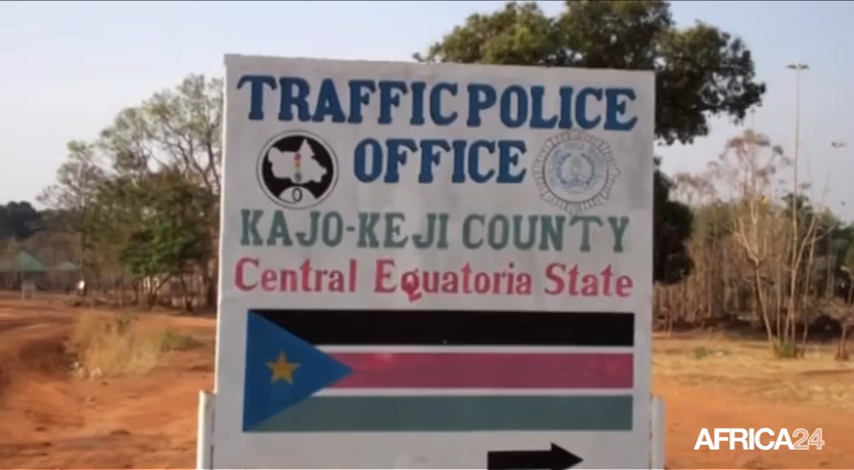 TRAFFIC POLICE
OFFICE
KAJO-KEJI COUNTY
Central Equatoria State
AFRICA24